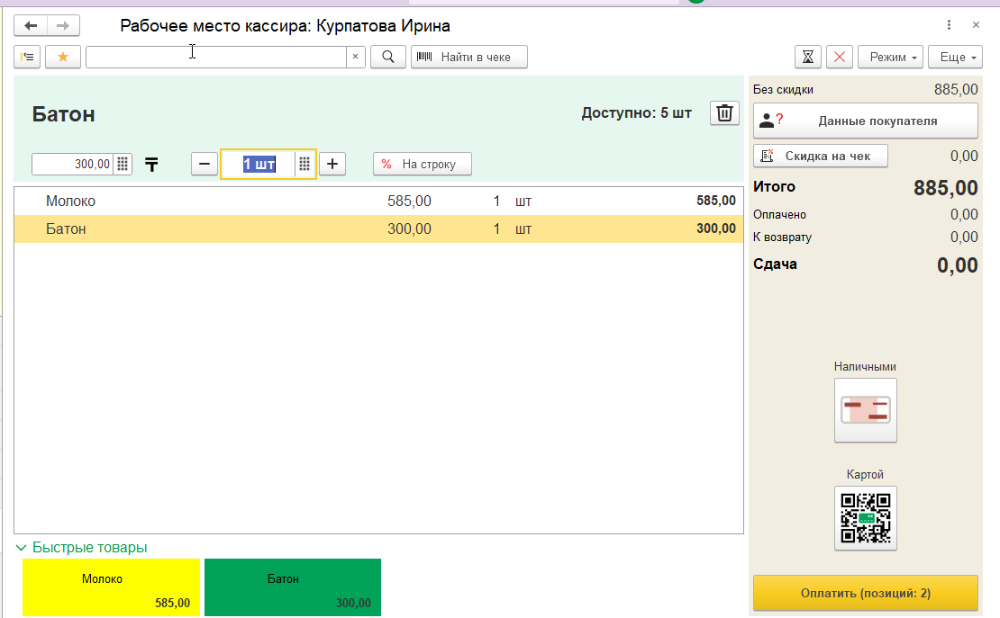 Рабочее место кассира: Курпатова Ирина
Найти в чеке
Режим
Еще
Батон
Доступно: 5 шт
300,00 ₸
1 шт
% На строку
Молоко 585,00 1 шт 585,00
Батон 300,00 1 шт 300,00
Быстрые товары
Молоко
585,00
Батон
300,00
Без скидки 885,00
? Данные покупателя
Скидка на чек 0,00
Итого 885,00
Оплачено 0,00
К возврату 0,00
Сдача 0,00
Наличными
Картой
Оплатить (позиций: 2)